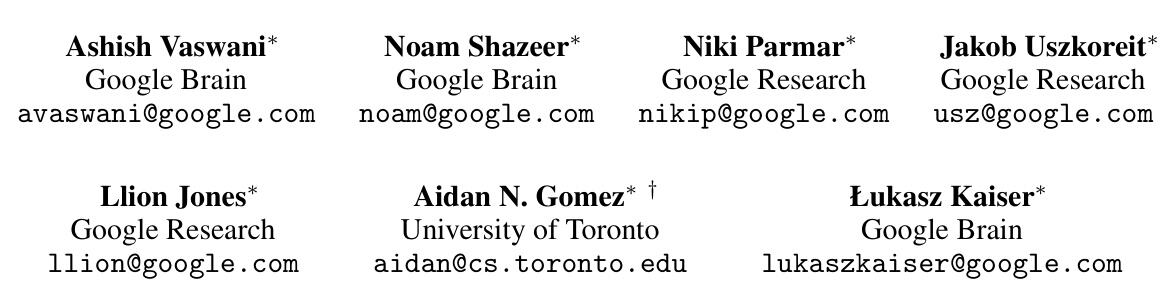 Ashish Vaswani* Noam Shazeer* Niki Parmar* Jakob Uszkoreit*
Google Brain Google Brain Google Research Google Research
avaswani@google.com noam@google.com nikip@google.com usz@google.com
Llion Jones* Aidan N. Gomez* † Łukasz Kaiser*
Google Research University of Toronto Google Brain
llion@google.com aidan@cs.toronto.edu lukaszkaiser@google.com